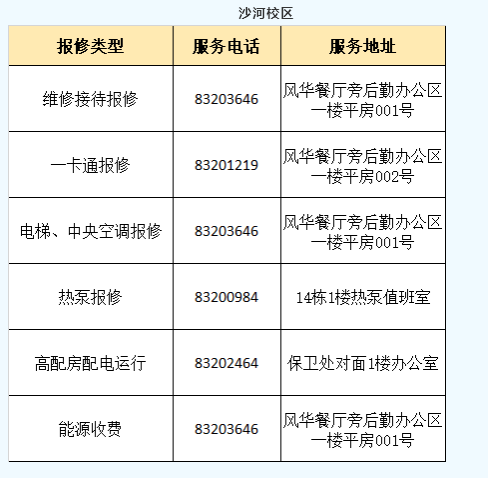 沙河校区
报修类型 服务电话 服务地址
维修接待报修 83203646 风华餐厅旁后勤办公区
一楼平房001号
一卡通报修 83201219 风华餐厅旁后勤办公区
一楼平房002号
电梯、中央空调报修 83203646 风华餐厅旁后勤办公区
一楼平房001号
热泵报修 83200984 14栋1楼热泵值班室
高配房配电运行 83202464 保卫处对面1楼办公室
能源收费 83203646 风华餐厅旁后勤办公区
一楼平房001号